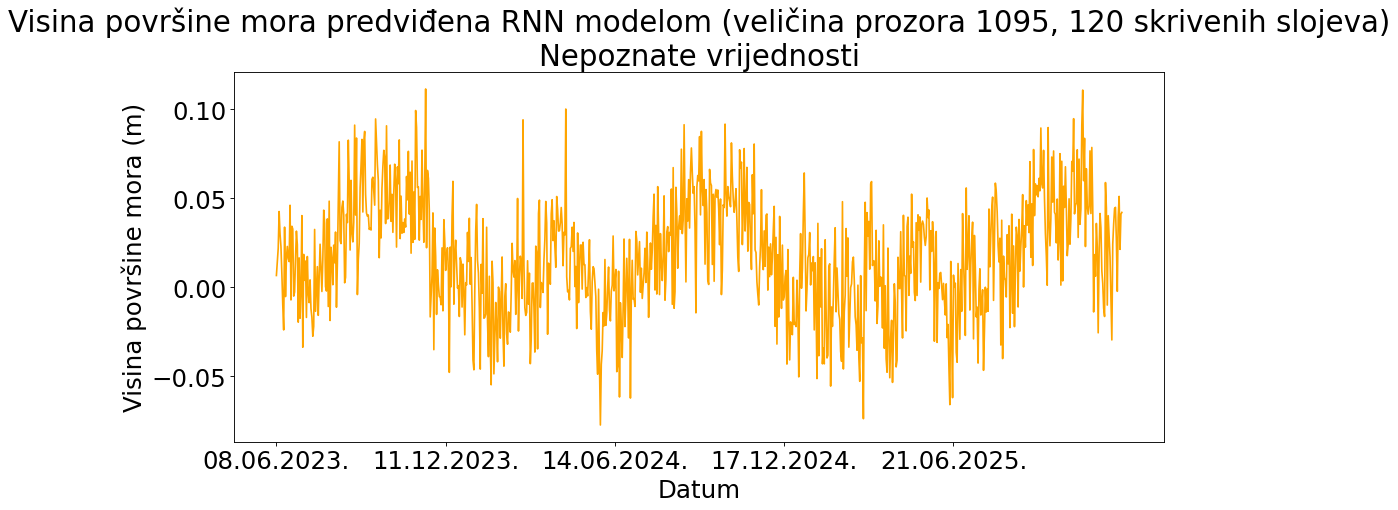 Visina površine mora predviđena RNN modelom (veličina prozora 1095, 120 skrivenih slojeva)
Nepoznate vrijednosti
Visina površine mora (m)
0.10
0.05
0.00
−0.05
08.06.2023. 11.12.2023. 14.06.2024. 17.12.2024. 21.06.2025.
Datum